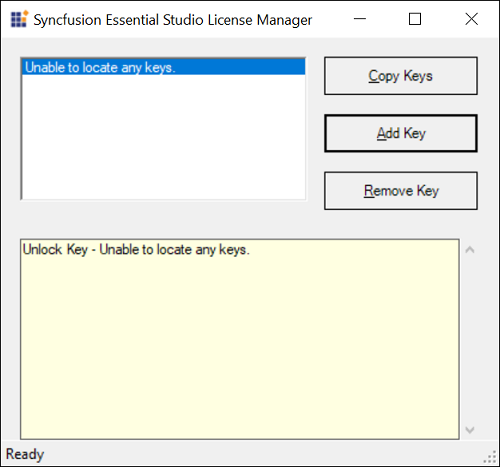 Syncfusion Essential Studio License Manager
Unable to locate any keys.
Copy Keys
Add Key
Remove Key
Unlock Key - Unable to locate any keys.
Ready